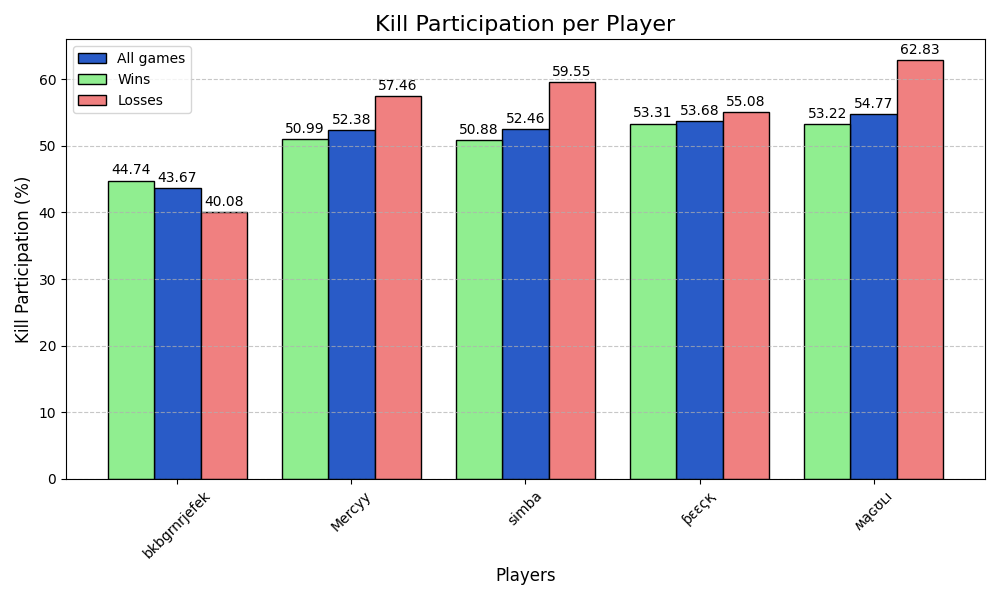 Kill Participation per Player
All games
Wins
Losses
Kill Participation (%)
60
50
40
30
20
10
0
44.74
43.67
40.08
50.99
52.38
57.46
50.88
52.46
59.55
53.31
53.68
55.08
53.22
54.77
62.83
bkbgrnrjefek
Mercyy
simba
Players